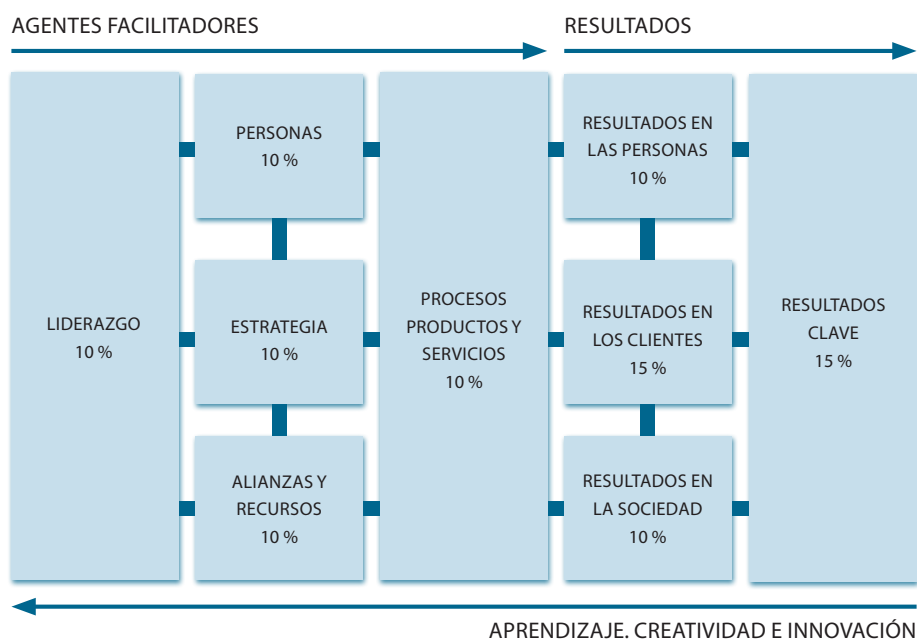 AGENTES FACILITADORES
RESULTADOS
LIDERAZGO
10 %
PERSONAS
10 %
ESTRATEGIA
10 %
ALIANZAS Y
RECURSOS
10 %
PROCESOS
PRODUCTOS Y
SERVICIOS
10 %
RESULTADOS EN
LAS PERSONAS
10 %
RESULTADOS EN
LOS CLIENTES
15 %
RESULTADOS EN
LA SOCIEDAD
10 %
RESULTADOS
CLAVE
15 %
APRENDIZAJE, CREATIVIDAD E INNOVACIÓN